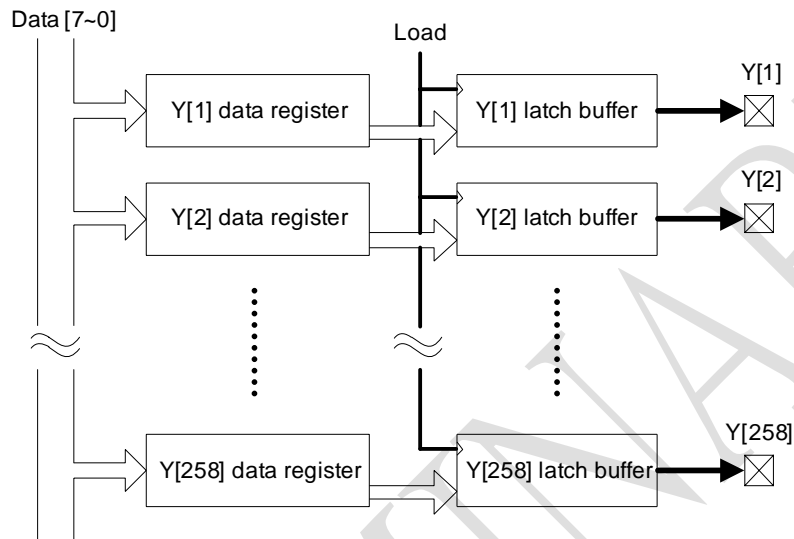 Data [7~0]
Load
Y[1] data register
Y[1] latch buffer
Y[1]
Y[2] data register
Y[2] latch buffer
Y[2]
Y[258] data register
Y[258] latch buffer
Y[258]